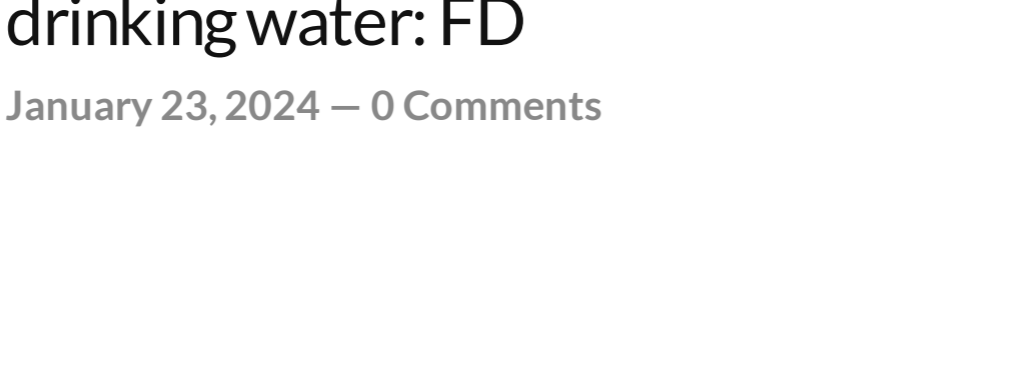 drinking water: FD
January 23, 2024 — 0 Comments